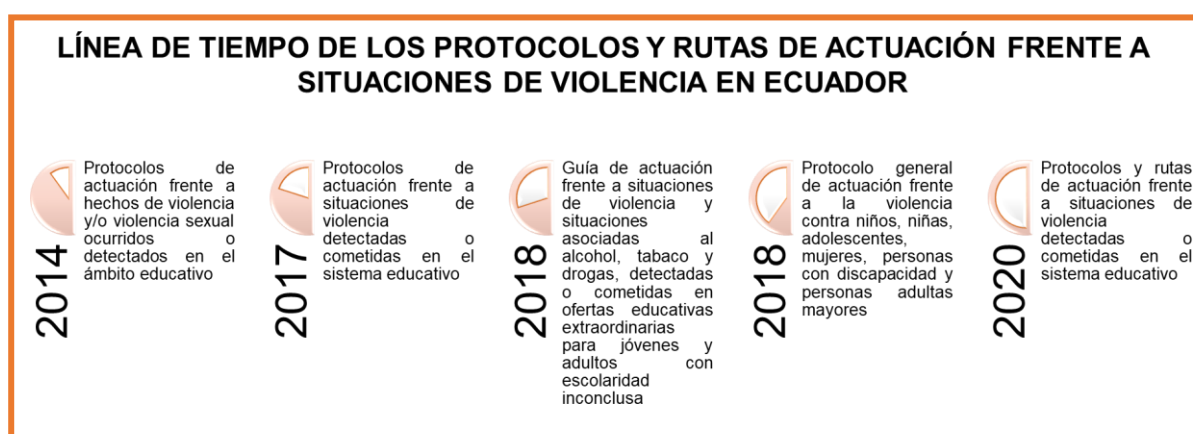 LÍNEA DE TIEMPO DE LOS PROTOCOLOS Y RUTAS DE ACTUACIÓN FRENTE A
SITUACIONES DE VIOLENCIA EN ECUADOR
2014
Protocolos de
actuación frente a
hechos de violencia
y/o violencia sexual
ocurridos o
detectados en el
ámbito educativo
2017
Protocolos de
actuación frente a
situaciones de
violencia
detectadas o
cometidas en el
sistema educativo
2018
Guía de actuación
frente a situaciones
de violencia y
situaciones
asociadas al
alcohol, tabaco y
drogas, detectadas
o cometidas en
ofertas educativas
extraordinarias
para jóvenes y
adultos con
escolaridad
inconclusa
2018
Protocolo general
de actuación frente
a la violencia
contra niños, niñas,
adolescentes,
mujeres, personas
con discapacidad y
personas adultas
mayores
2020
Protocolos y rutas
de actuación frente
a situaciones de
violencia
detectadas o
cometidas en el
sistema educativo